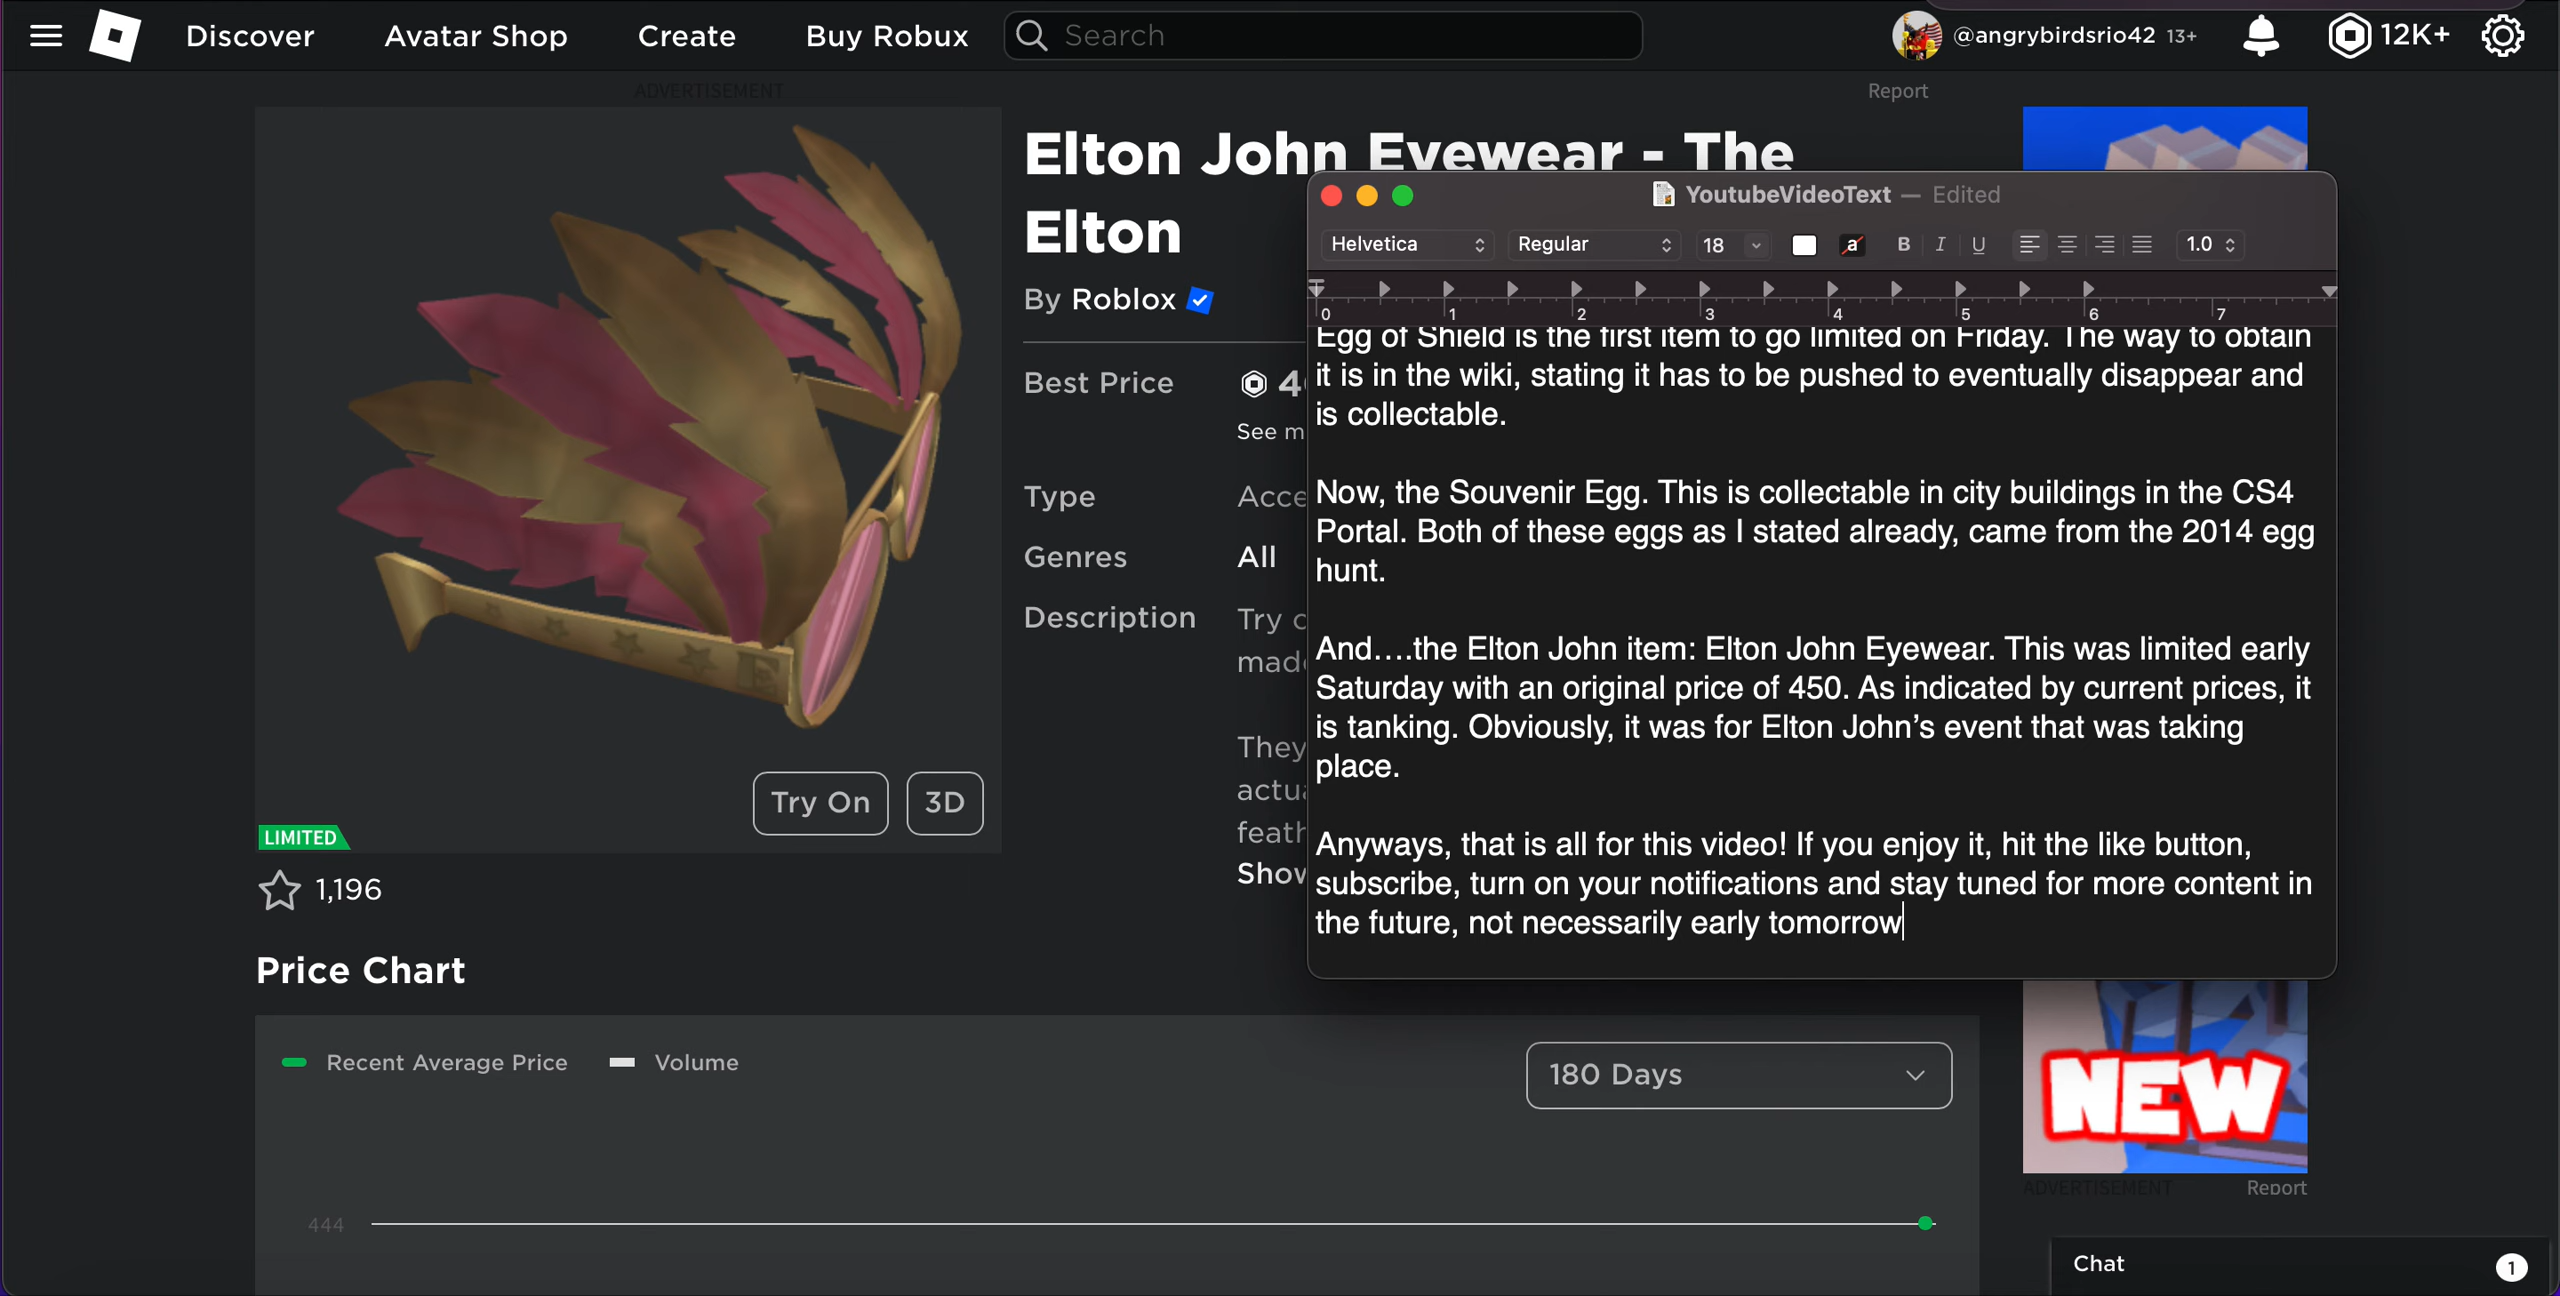 Discover
Avatar Shop
Create
Buy Robux
Search
@angrybirdsrio42 13+
12K+
ADVERTISEMENT
Report
Elton John Eyewear - The
Elton
By Roblox
Best Price
See m
Type
Genres
All
Description
Try
They
LIMITED
Try On
3D
1,196
YoutubeVideoText — Edited
Helvetica
Regular
18
a
B I U
1.0
0 1 2 3 4 5 6 7
Egg of Shield is the first item to go limited on Friday. The way to obtain
it is in the wiki, stating it has to be pushed to eventually disappear and
is collectable.
Now, the Souvenir Egg. This is collectable in city buildings in the CS4
Portal. Both of these eggs as I stated already, came from the 2014 egg
hunt.
And....the Elton John item: Elton John Eyewear. This was limited early
Saturday with an original price of 450. As indicated by current prices, it
is tanking. Obviously, it was for Elton John’s event that was taking
place.
Anyways, that is all for this video! If you enjoy it, hit the like button,
subscribe, turn on your notifications and stay tuned for more content in
the future, not necessarily early tomorrow
Price Chart
Recent Average Price
Volume
180 Days
444
NEW
ADVERTISEMENT
Report
Chat
1